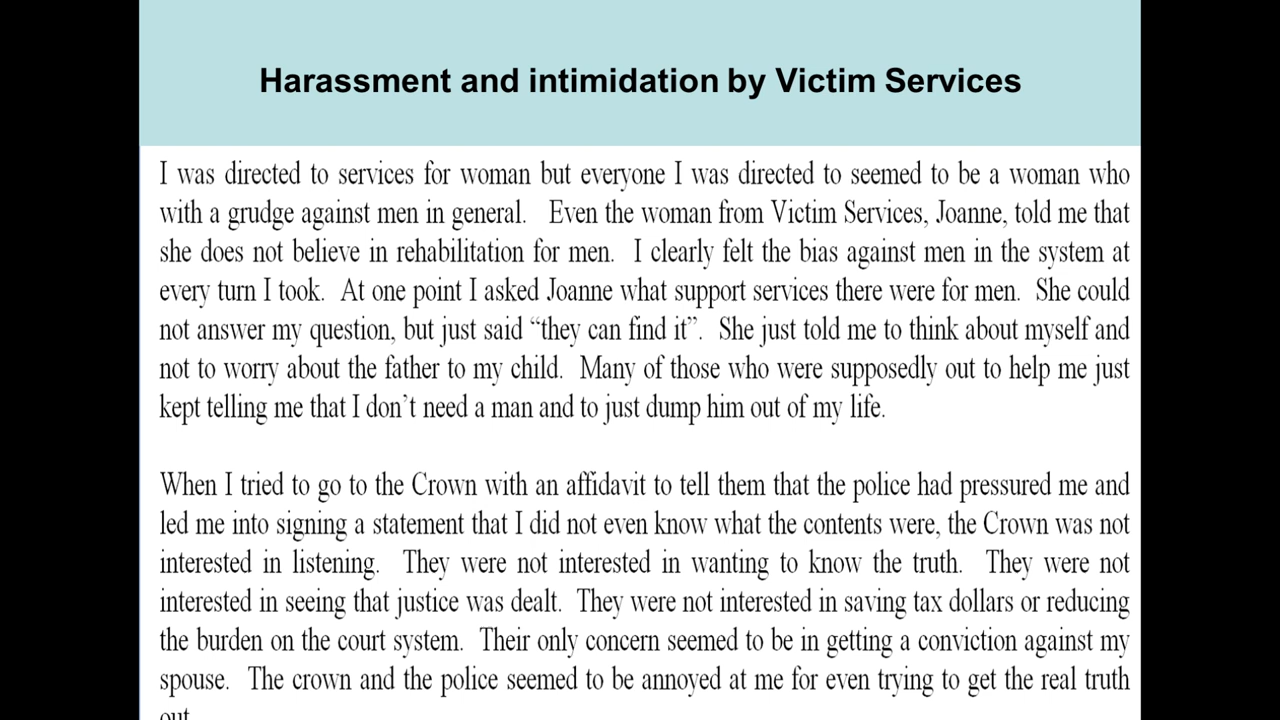 Harassment and intimidation by Victim Services
I was directed to services for woman but everyone I was directed to seemed to be a woman who
with a grudge against men in general.   Even the woman from Victim Services, Joanne, told me that
she does not believe in rehabilitation for men.  I clearly felt the bias against men in the system at
every turn I took.  At one point I asked Joanne what support services there were for men.  She could
not answer my question, but just said “they can find it”.  She just told me to think about myself and
not to worry about the father to my child.  Many of those who were supposedly out to help me just
kept telling me that I don’t need a man and to just dump him out of my life.
When I tried to go to the Crown with an affidavit to tell them that the police had pressured me and
led me into signing a statement that I did not even know what the contents were, the Crown was not
interested in listening.  They were not interested in wanting to know the truth.  They were not
interested in seeing that justice was dealt.  They were not interested in saving tax dollars or reducing
the burden on the court system.  Their only concern seemed to be in getting a conviction against my
spouse.  The crown and the police seemed to be annoyed at me for even trying to get the real truth
out